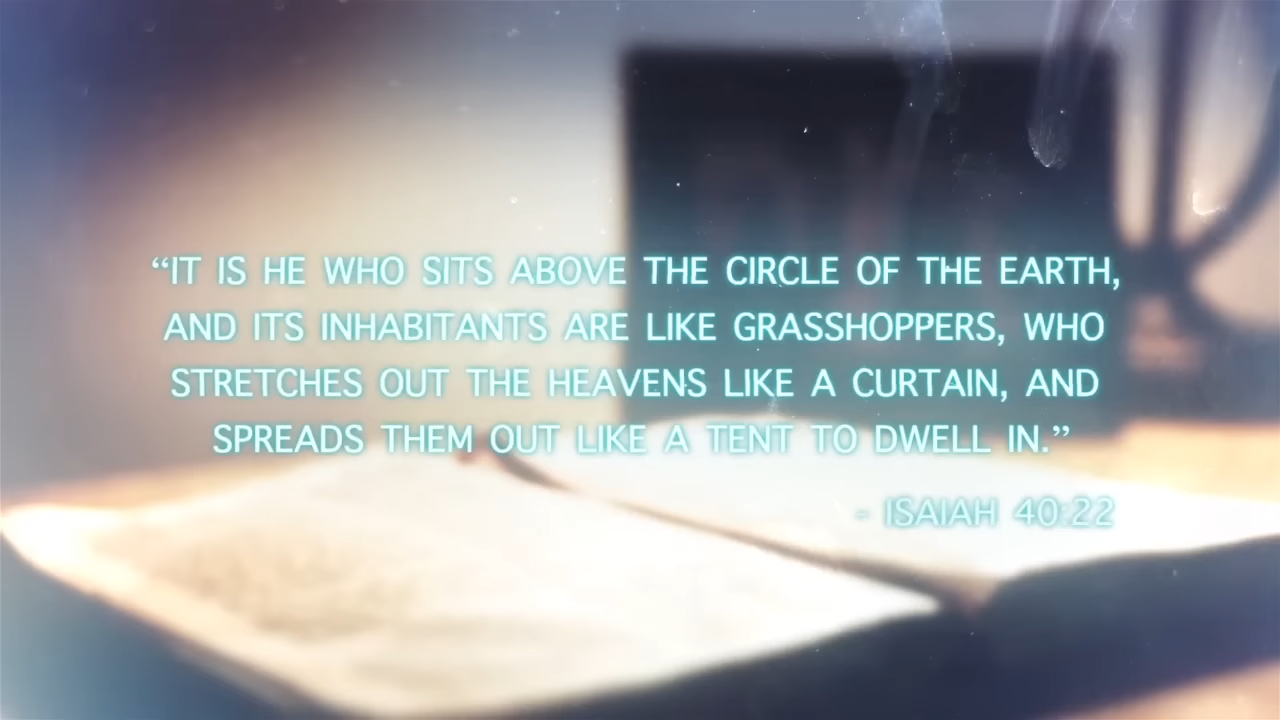 “IT IS HE WHO SITS ABOVE THE CIRCLE OF THE EARTH,
AND ITS INHABITANTS ARE LIKE GRASSHOPPERS, WHO
STRETCHES OUT THE HEAVENS LIKE A CURTAIN, AND
SPREADS THEM OUT LIKE A TENT TO DWELL IN.”
- ISAIAH 40:22